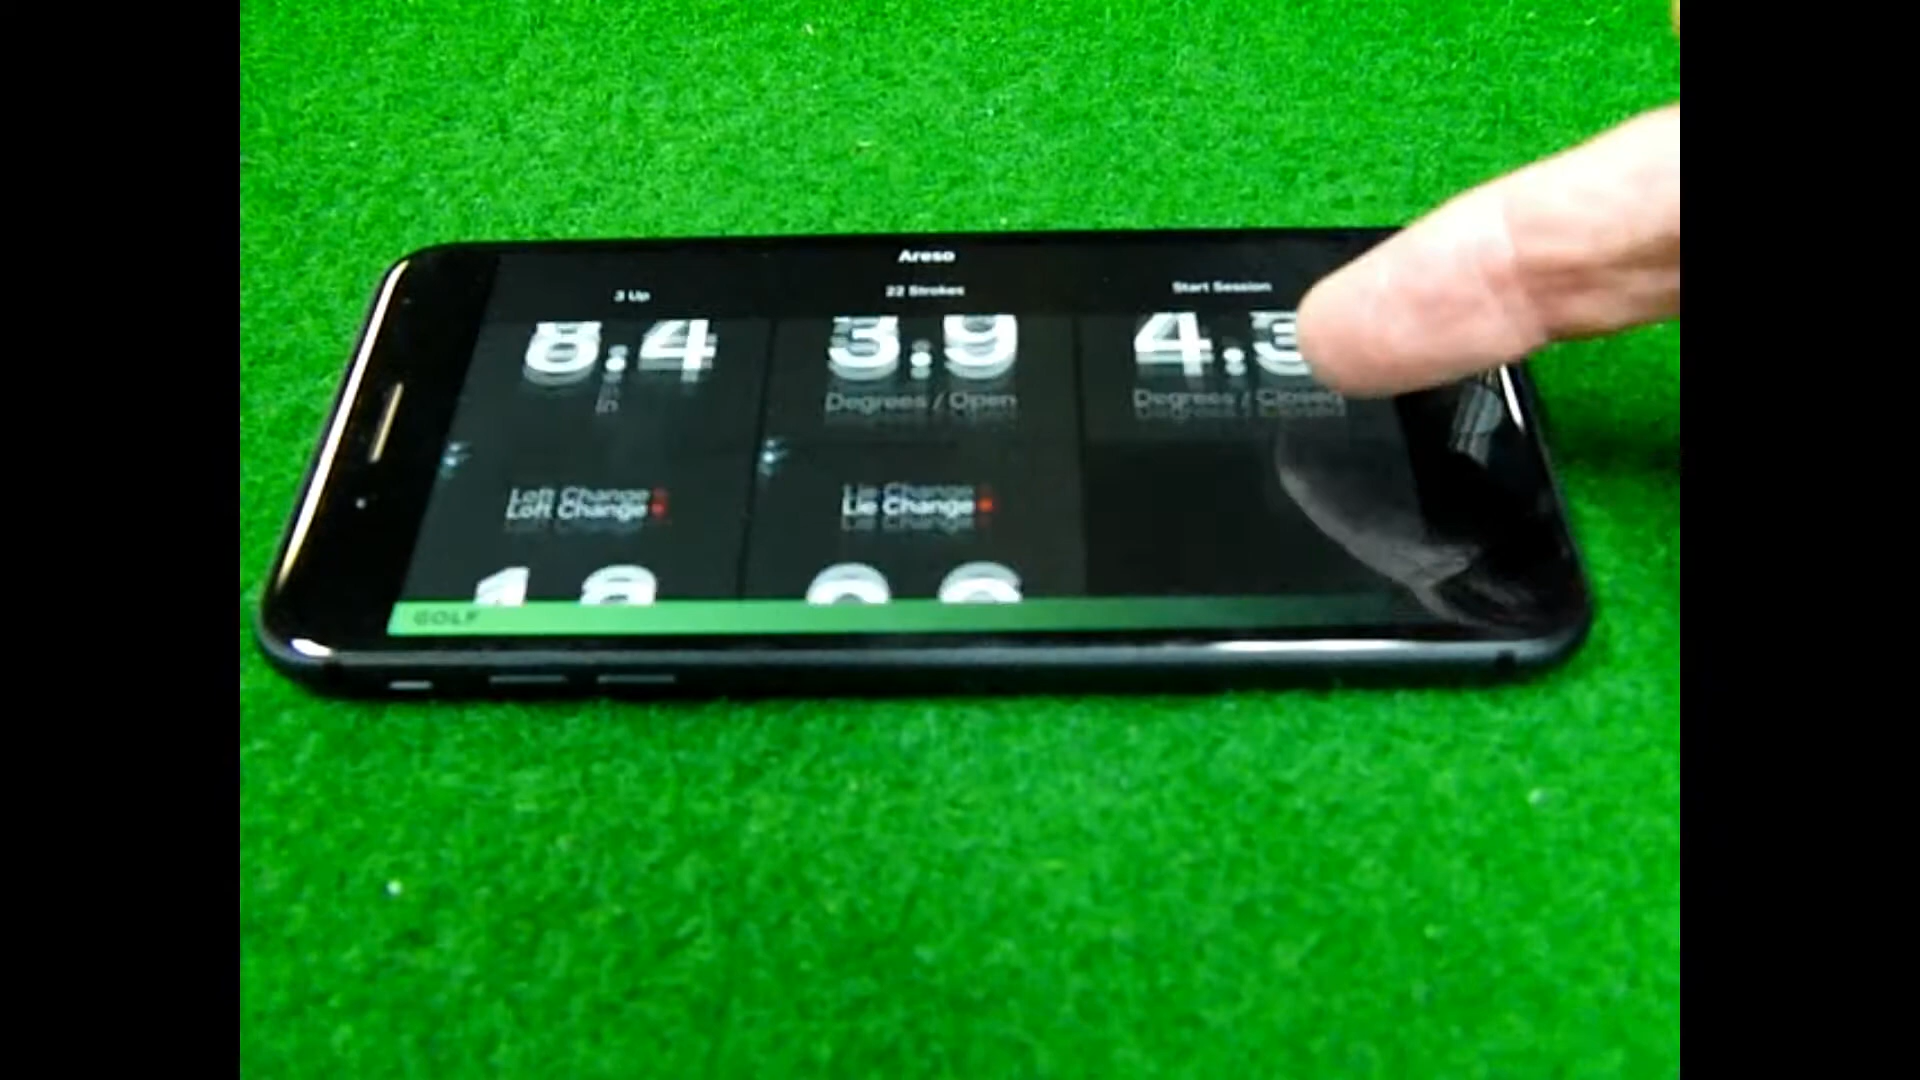 Areso
3 Up 22 Strokes Start Session
8.4 3.9 4.3
In Degrees / Open Degrees / Closed
Loft Change Lie Change
GOLF